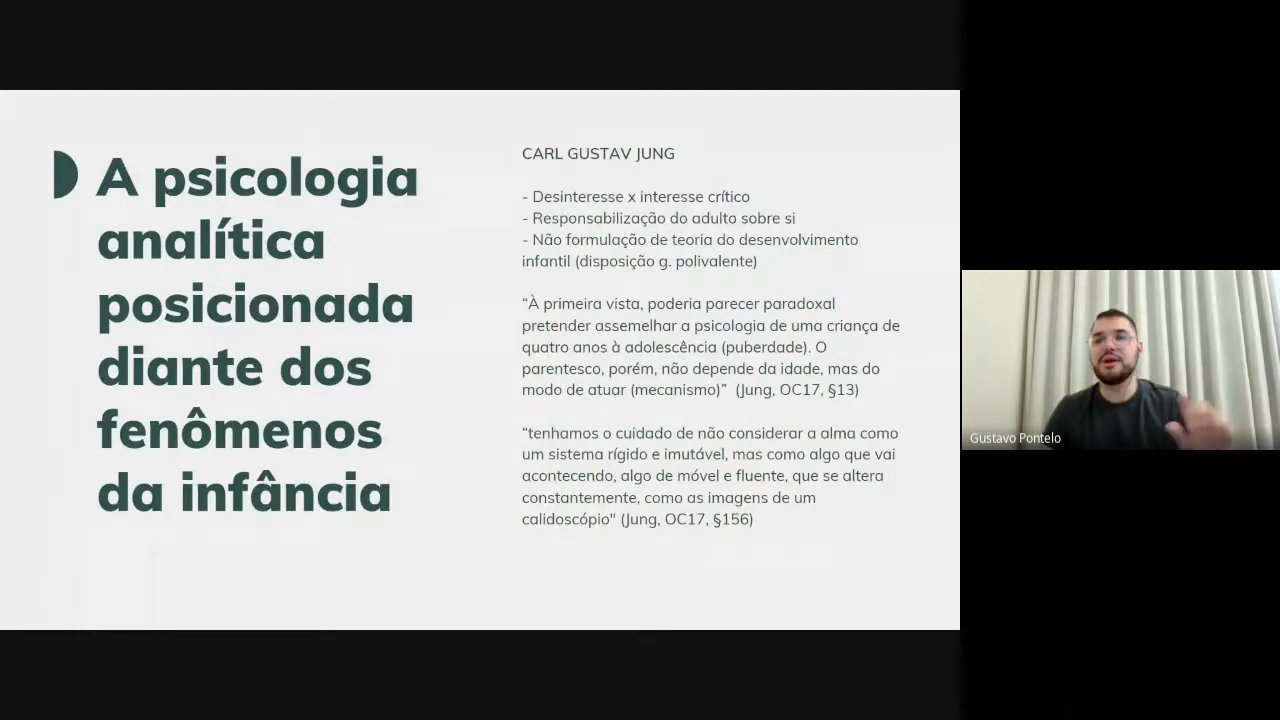 A psicologia
analítica
posicionada
diante dos
fenômenos
da infância
CARL GUSTAV JUNG
- Desinteresse x interesse crítico
- Responsabilização do adulto sobre si
- Não formulação de teoria do desenvolvimento
infantil (disposição g. polivalente)
“À primeira vista, poderia parecer paradoxal
pretender assemelhar a psicologia de uma criança de
quatro anos à adolescência (puberdade). O
parentesco, porém, não depende da idade, mas do
modo de atuar (mecanismo)” (Jung, OC17, §13)
“tenhamos o cuidado de não considerar a alma como
um sistema rígido e imutável, mas como algo que vai
acontecendo, algo de móvel e fluente, que se altera
constantemente, como as imagens de um
calidoscópio" (Jung, OC17, §156)
Gustavo Pontelo